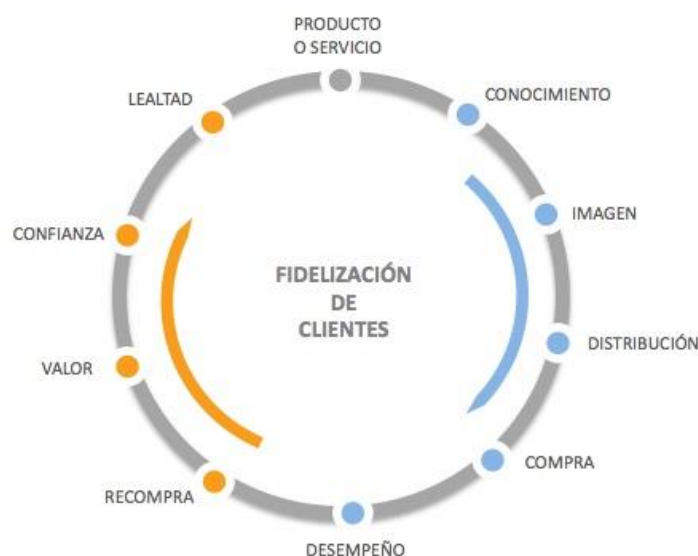 PRODUCTO
O SERVICIO
CONOCIMIENTO
IMAGEN
DISTRIBUCIÓN
COMPRA
DESEMPEÑO
RECOMPRA
VALOR
CONFIANZA
LEALTAD
FIDELIZACIÓN
DE
CLIENTES